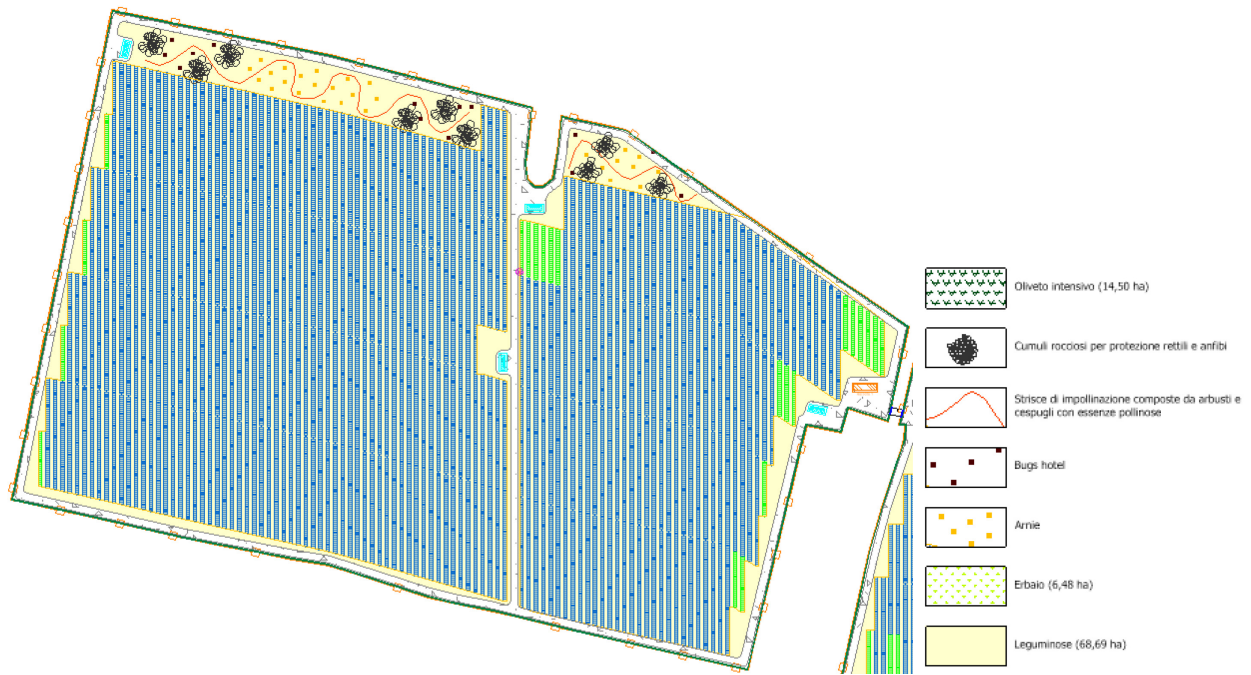 Oliveto intensivo (14,50 ha)
Cumuli rocciosi per protezione rettili e anfibi
Strisce di impollinazione composte da arbusti e
cespugli con essenze pollinose
Bugs hotel
Arnie
Erbaio (6,48 ha)
Leguminose (68,69 ha)